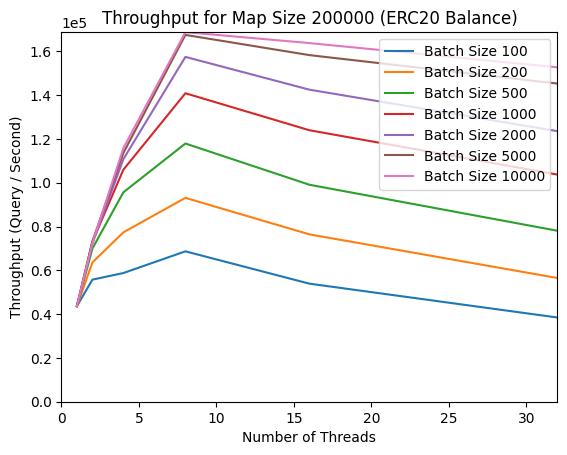 Throughput for Map Size 200000 (ERC20 Balance)
1e5
1.6
1.4
1.2
1.0
0.8
0.6
0.4
0.2
0.0
Throughput (Query / Second)
Batch Size 100
Batch Size 200
Batch Size 500
Batch Size 1000
Batch Size 2000
Batch Size 5000
Batch Size 10000
0 5 10 15 20 25 30
Number of Threads